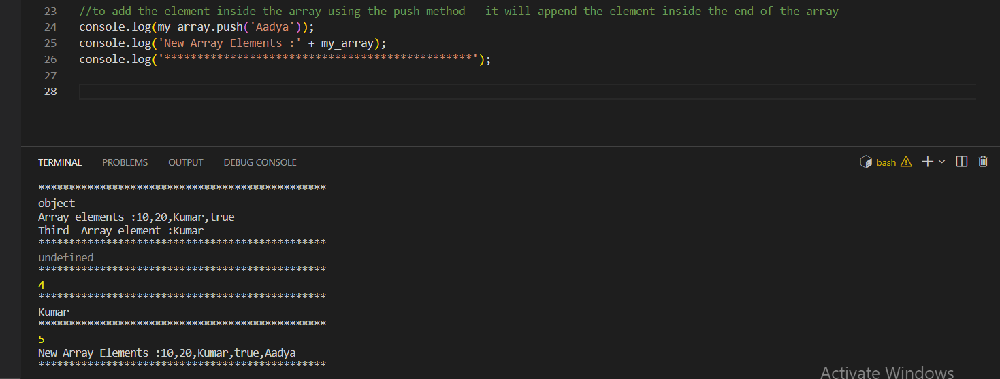 23 //to add the element inside the array using the push method - it will append the element inside the end of the array
24 console.log(my_array.push('Aadya'));
25 console.log('New Array Elements :' + my_array);
26 console.log('***********************************************');
27
28
TERMINAL PROBLEMS OUTPUT DEBUG CONSOLE bash
***********************************************
object
Array elements :10,20,Kumar,true
Third  Array element :Kumar
***********************************************
undefined
***********************************************
4
***********************************************
Kumar
***********************************************
5
New Array Elements :10,20,Kumar,true,Aadya
***********************************************
Activate Windows